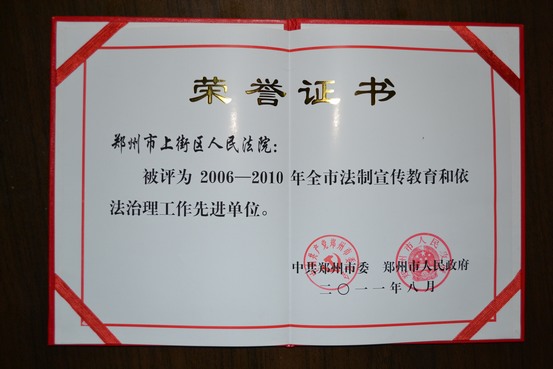 荣誉证书
郑州市上街区人民法院：
被评为 2006—2010 年全市法制宣传教育和依
法治理工作先进单位。
中共郑州市委 郑州市人民政府
二〇一一年八月